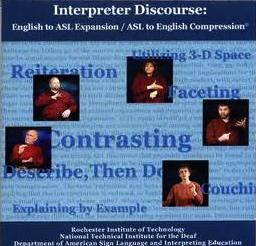 Interpreter Discourse:
English to ASL Expansion / ASL to English Compression©
Utilizing 3-D Space
Reiteration
Faceting
Contrasting
Describe, Then Do
Couchin
Explaining by Example
Rochester Institute of Technology
National Technical Institute for the Deaf
Department of American Sign Language and Interpreting Education